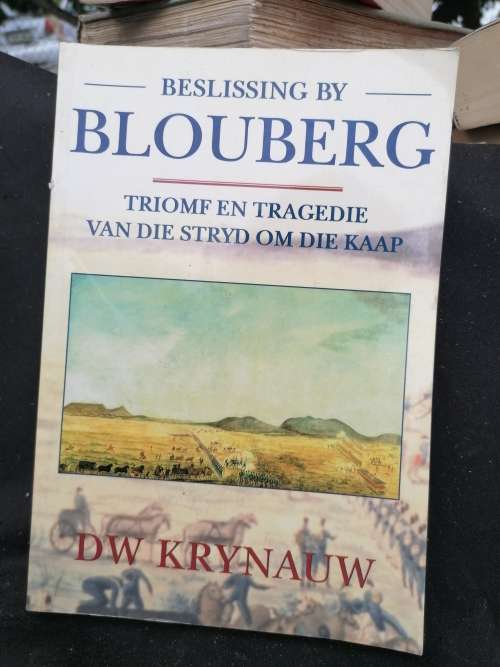 BESLISSING BY
BLOUBERG
TRIOMF EN TRAGEDIE
VAN DIE STRYD OM DIE KAAP
DW KRYNAUW